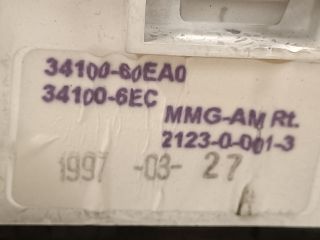 34100-60EA0
34100-6EC
MMG-AM Rt.
2123-0-001-3
1997 -03- 27